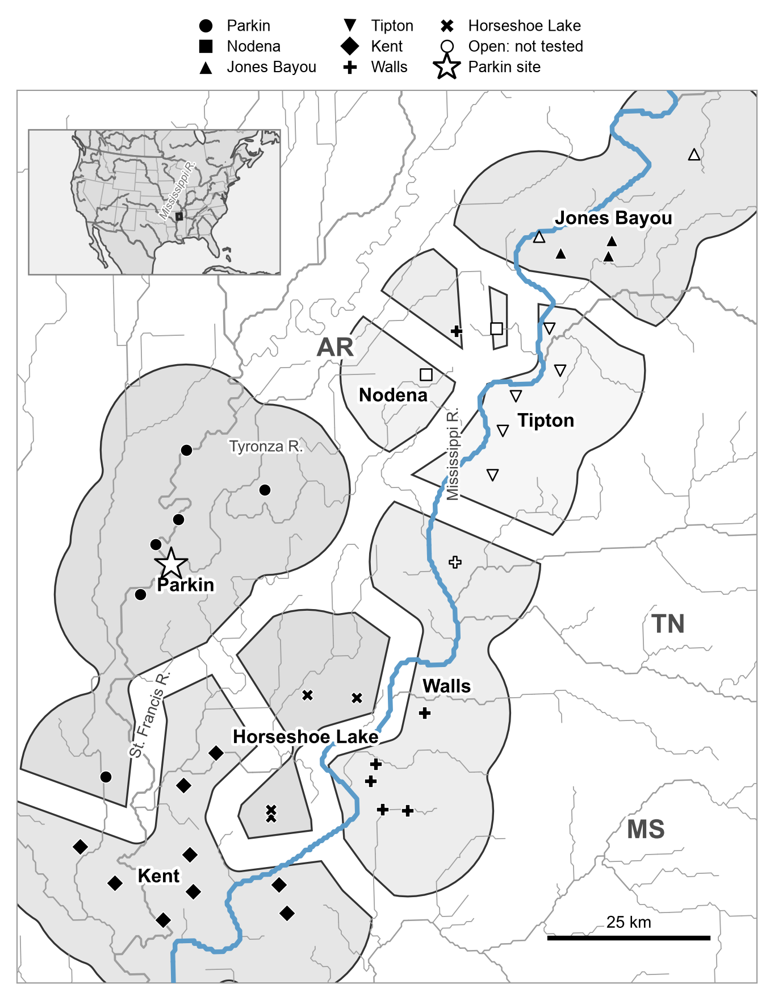 Parkin
Nodena
Jones Bayou
Tipton
Kent
Walls
Horseshoe Lake
Open: not tested
Parkin site
Mississippi R.
Jones Bayou
AR
Nodena
Tipton
Mississippi R.
Tyronza R.
Parkin
TN
Walls
St. Francis R.
Horseshoe Lake
MS
Kent
25 km